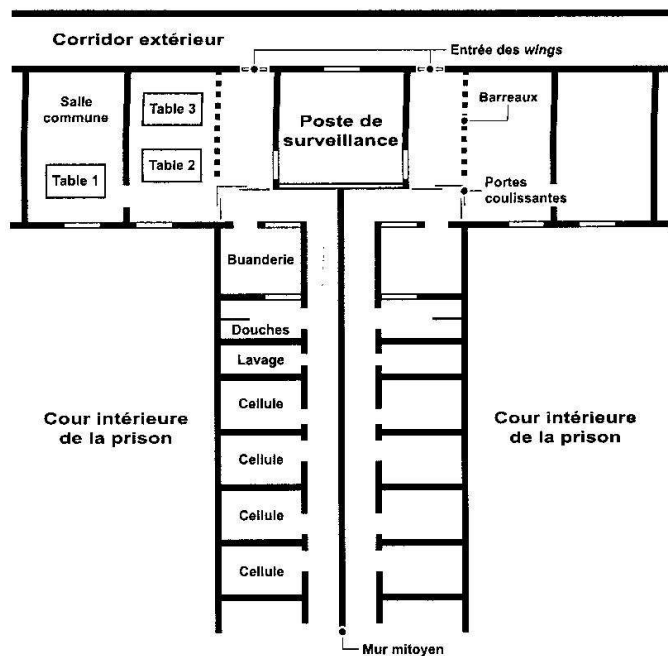 Corridor extérieur
Entrée des wings
Salle
commune
Table 3
Table 2
Table 1
Poste de
surveillance
Barreaux
Portes
coulissantes
Buanderie
Douches
Lavage
Cellule
Cellule
Cellule
Cellule
Cour intérieure
de la prison
Cour intérieure
de la prison
Mur mitoyen